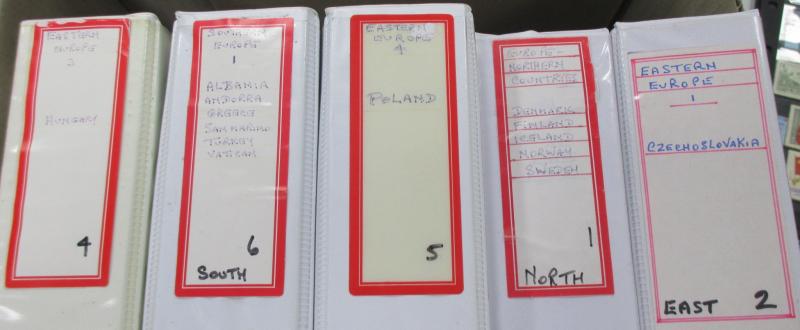 EASTERN
EUROPE
3
HUNGARY
4
SOUTHERN
EUROPE
1
ALBANIA
ANDORRA
GREECE
SAN MARINO
TURKEY
VATICAN
6
SOUTH
EASTERN
EUROPE
4
POLAND
5
EUROPE -
NORTHERN
COUNTRIES
DENMARK
FINLAND
ICELAND
NORWAY
SWEDEN
1
NORTH
EASTERN
EUROPE
1
CZECHOSLOVAKIA
EAST 2